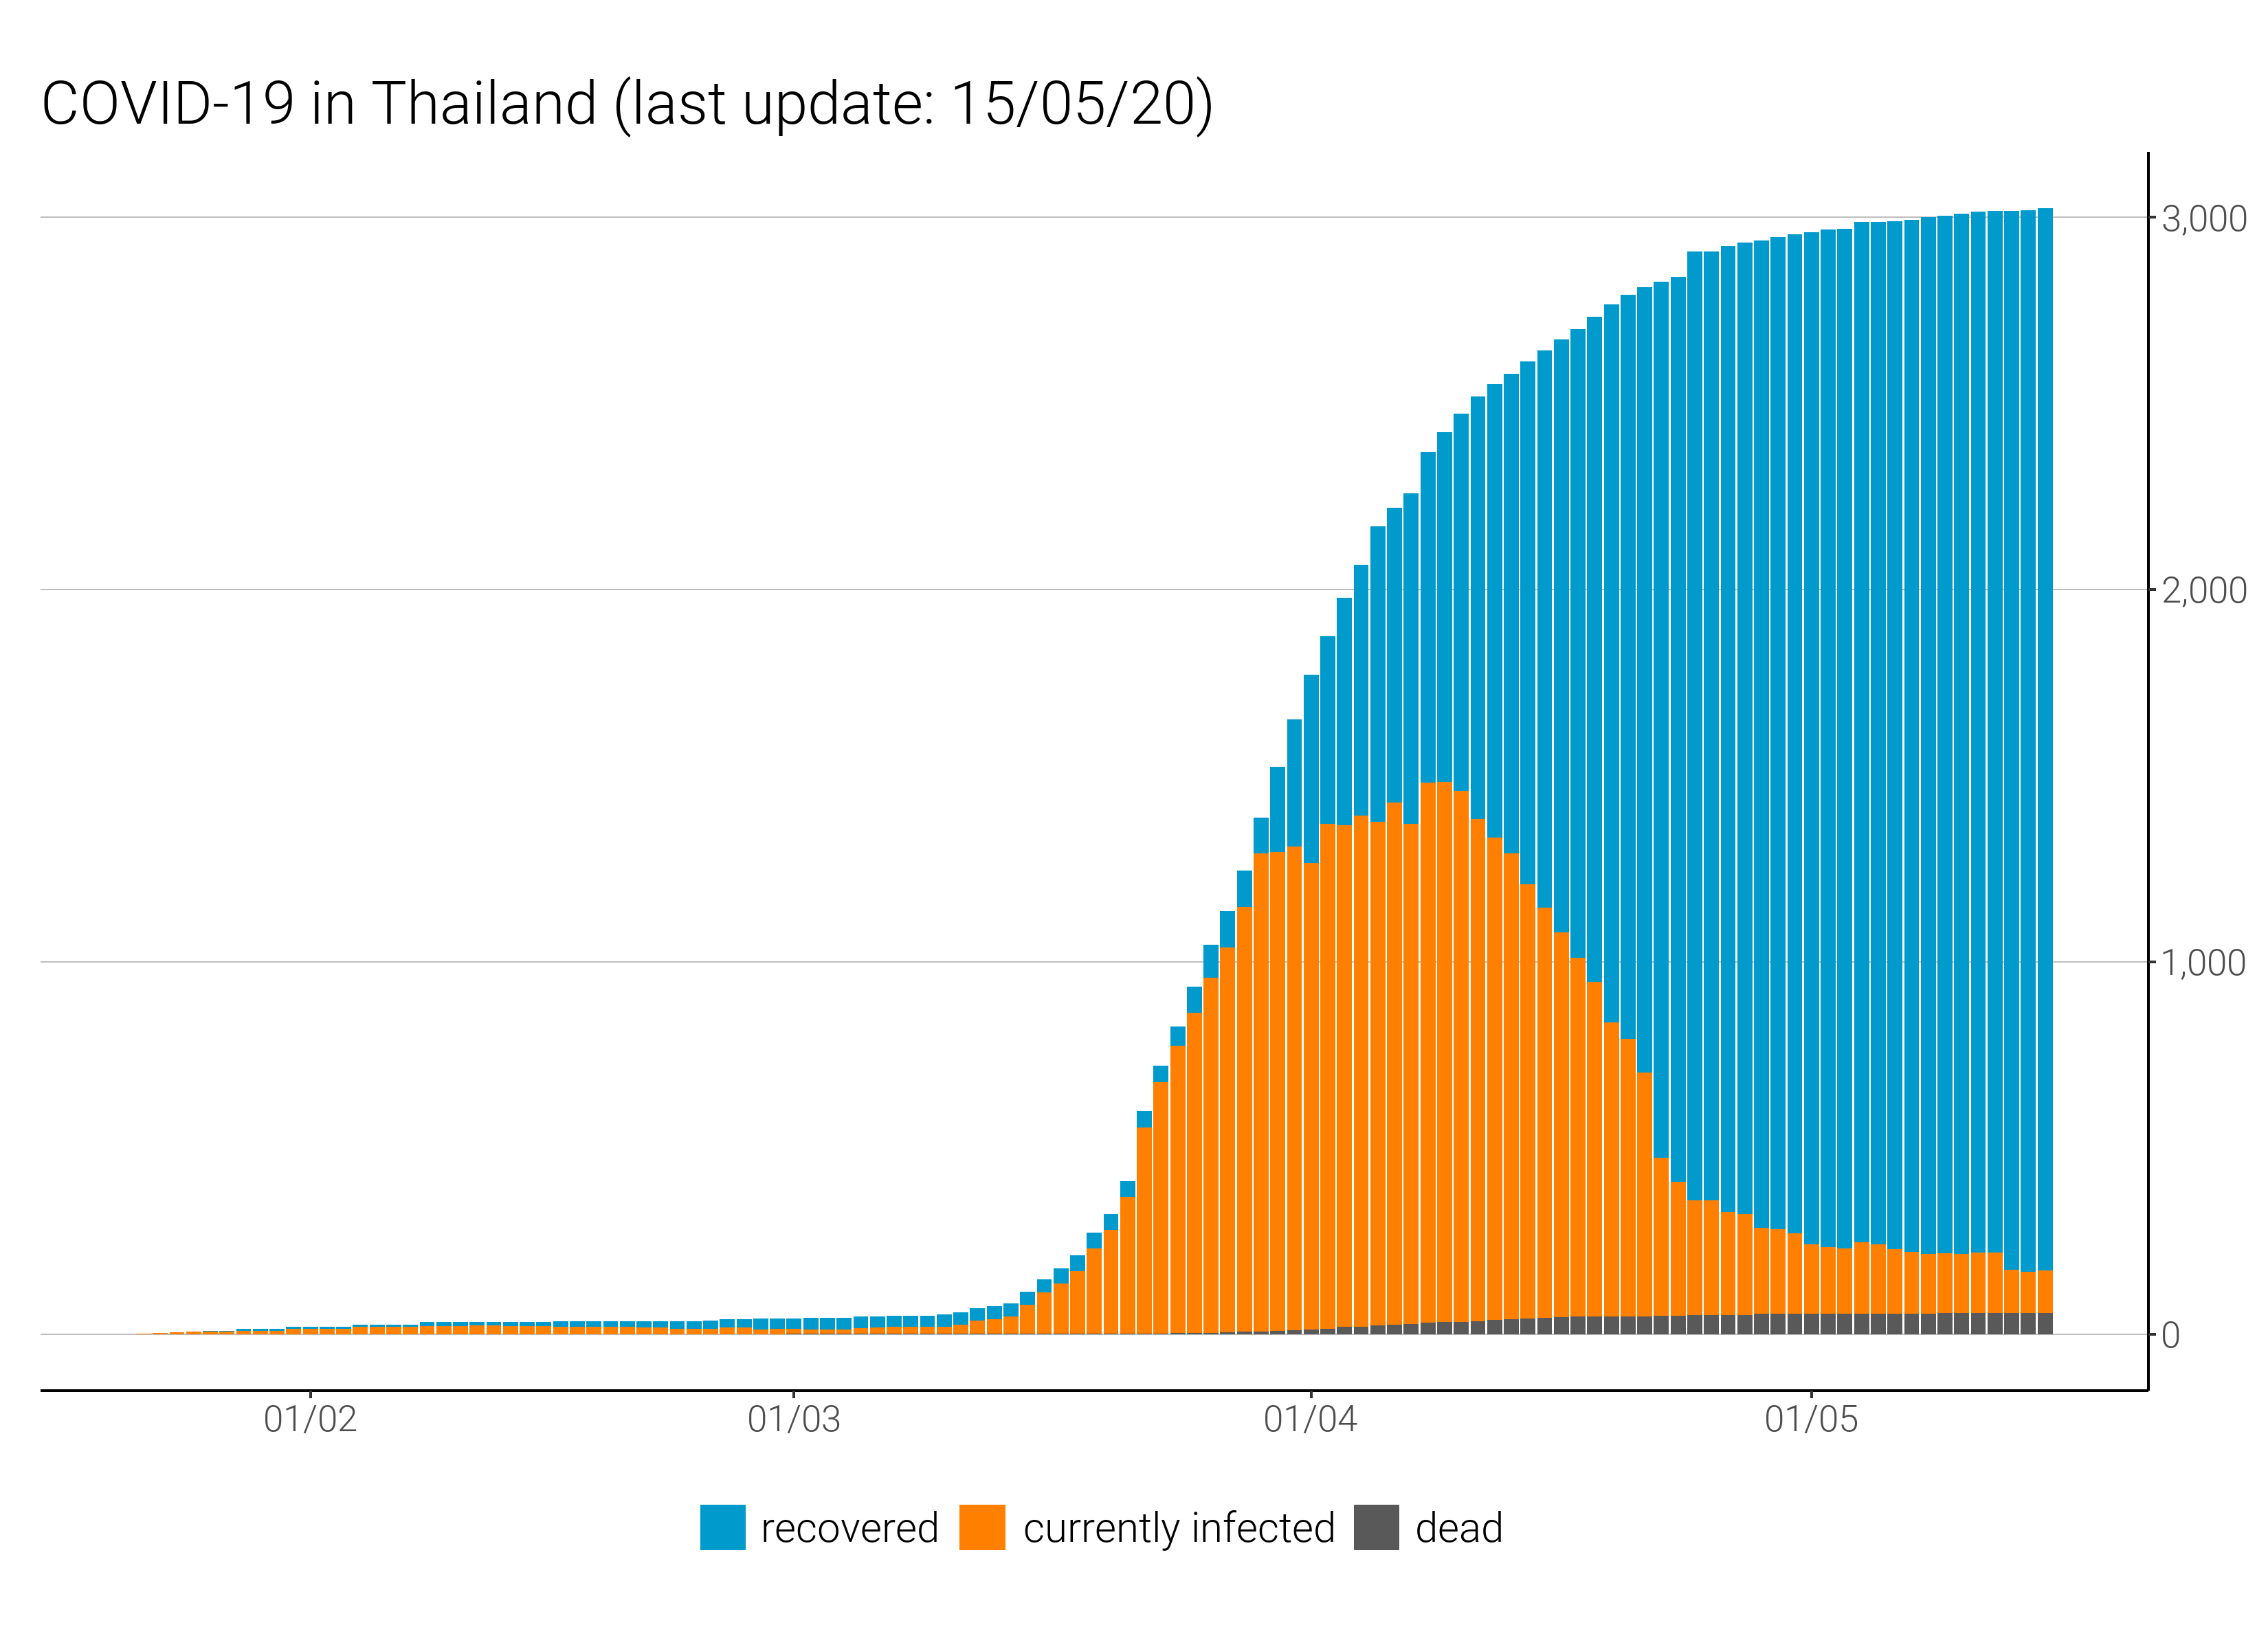 COVID-19 in Thailand (last update: 15/05/20)
3,000
2,000
1,000
0
01/02 01/03 01/04 01/05
recovered currently infected dead